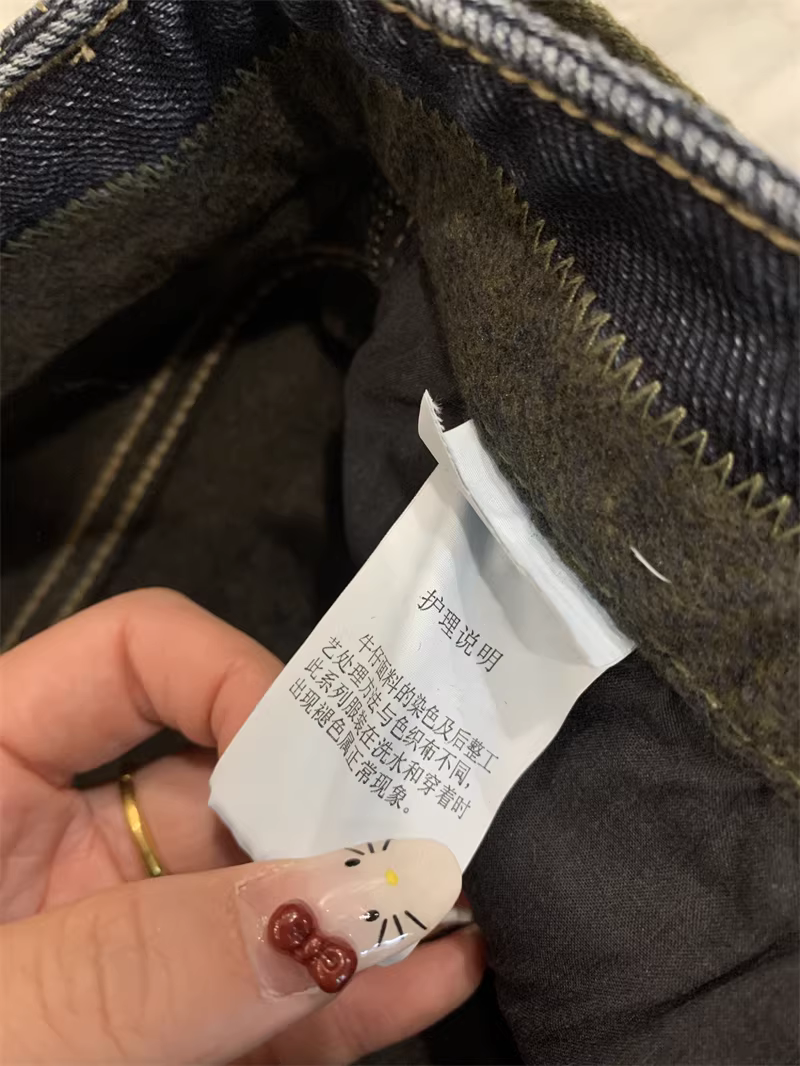 护理说明
牛仔面料的染色及后整工
艺处理方法与色织布不同，
此系列服装在洗水和穿着时
出现褪色属正常现象。